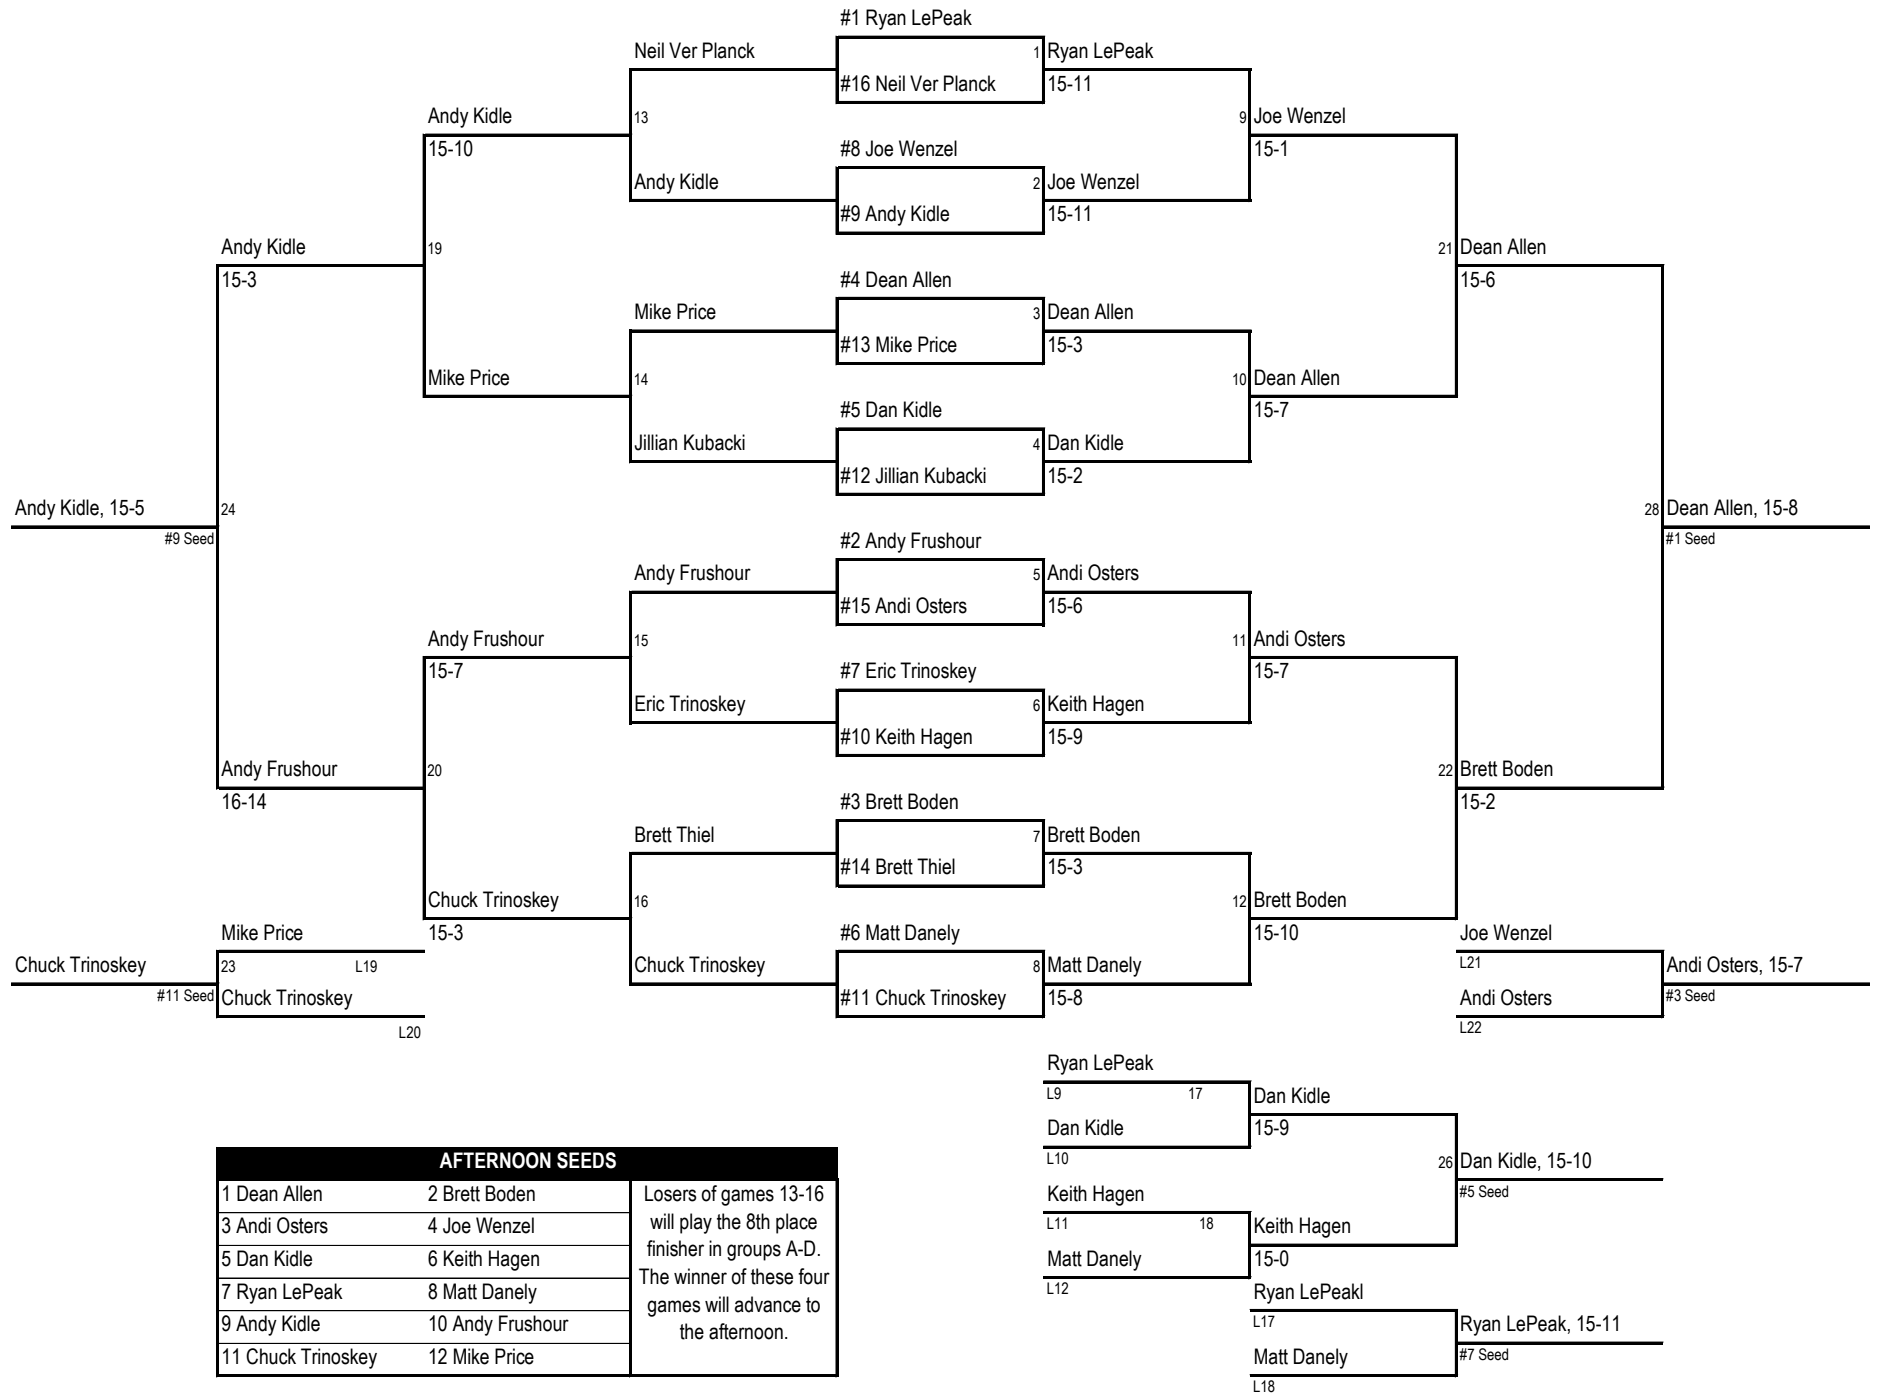 #1 Ryan LePeak
Neil Ver Planck
1 Ryan LePeak
#16 Neil Ver Planck
15-11
Andy Kidle
13
9 Joe Wenzel
15-10
#8 Joe Wenzel
15-1
Andy Kidle
2 Joe Wenzel
#9 Andy Kidle
15-11
Andy Kidle
19
21 Dean Allen
15-3
#4 Dean Allen
15-6
Mike Price
3 Dean Allen
#13 Mike Price
15-3
Mike Price
14
10 Dean Allen
#5 Dan Kidle
15-7
Jillian Kubacki
4 Dan Kidle
#12 Jillian Kubacki
15-2
Andy Kidle, 15-5
24
28 Dean Allen, 15-8
#9 Seed
#2 Andy Frushour
#1 Seed
Andy Frushour
5 Andi Osters
#15 Andi Osters
15-6
Andy Frushour
15
11 Andi Osters
15-7
#7 Eric Trinoskey
15-7
Eric Trinoskey
6 Keith Hagen
#10 Keith Hagen
15-9
Andy Frushour
20
22 Brett Boden
16-14
#3 Brett Boden
15-2
Brett Thiel
7 Brett Boden
#14 Brett Thiel
15-3
Chuck Trinoskey
16
12 Brett Boden
Mike Price
15-3
#6 Matt Danely
15-10
Joe Wenzel
Chuck Trinoskey
23
L19
Chuck Trinoskey
8 Matt Danely
L21
Andi Osters, 15-7
#11 Seed
Chuck Trinoskey
#11 Chuck Trinoskey
15-8
Andi Osters
#3 Seed
L20
L22
Ryan LePeak
L9
17
Dan Kidle
Dan Kidle
15-9
L10
26 Dan Kidle, 15-10
Keith Hagen
#5 Seed
L11
18
Keith Hagen
Matt Danely
15-0
L12
Ryan LePeakl
L17
Ryan LePeak, 15-11
Matt Danely
#7 Seed
L18
AFTERNOON SEEDS
1 Dean Allen
2 Brett Boden
3 Andi Osters
4 Joe Wenzel
5 Dan Kidle
6 Keith Hagen
7 Ryan LePeak
8 Matt Danely
9 Andy Kidle
10 Andy Frushour
11 Chuck Trinoskey
12 Mike Price
Losers of games 13-16
will play the 8th place
finisher in groups A-D.
The winner of these four
games will advance to
the afternoon.